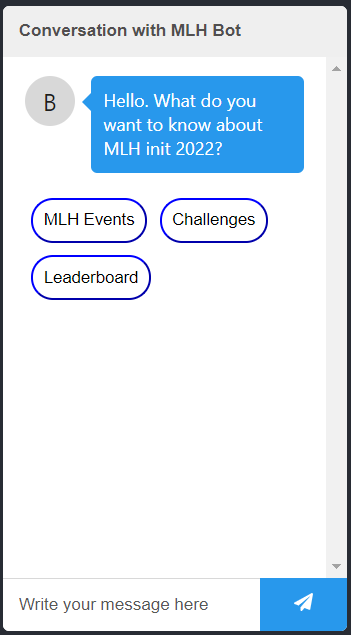 Conversation with MLH Bot
B
Hello. What do you
want to know about
MLH init 2022?
MLH Events
Challenges
Leaderboard
Write your message here